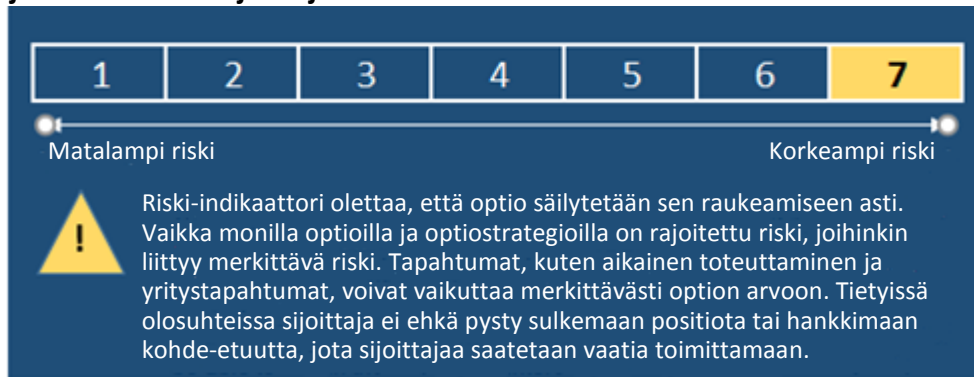 1 2 3 4 5 6 7
Matalampi riski Korkeampi riski
! Riski-indikaattori olettaa, että optio säilytetään sen raukeamiseen asti.
Vaikka monilla optioilla ja optiostrategioilla on rajoitettu riski, joihinkin
liittyy merkittävä riski. Tapahtumat, kuten aikainen toteuttaminen ja
yritystapahtumat, voivat vaikuttaa merkittävästi option arvoon. Tietyissä
olosuhteissa sijoittaja ei ehkä pysty sulkemaan positiota tai hankkimaan
kohde-etuutta, jota sijoittajaa saatetaan vaatia toimittamaan.